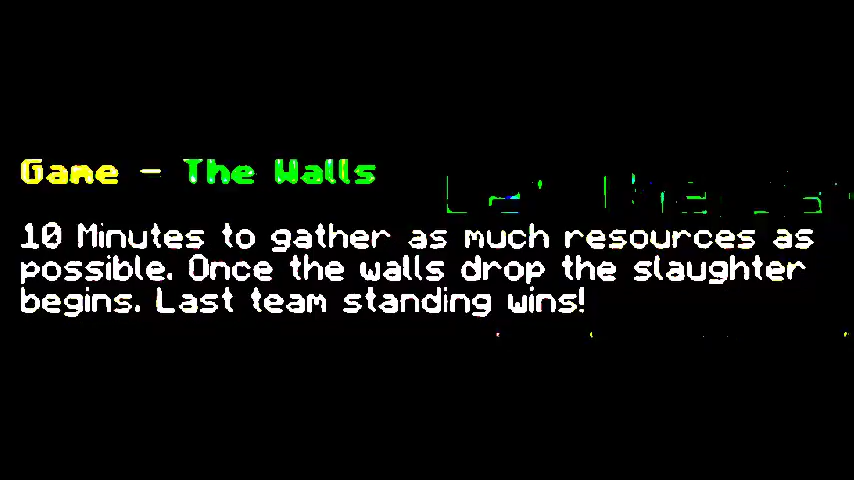 Game - The Walls
10 Minutes to gather as much resources as
possible. Once the walls drop the slaughter
begins. Last team standing wins!